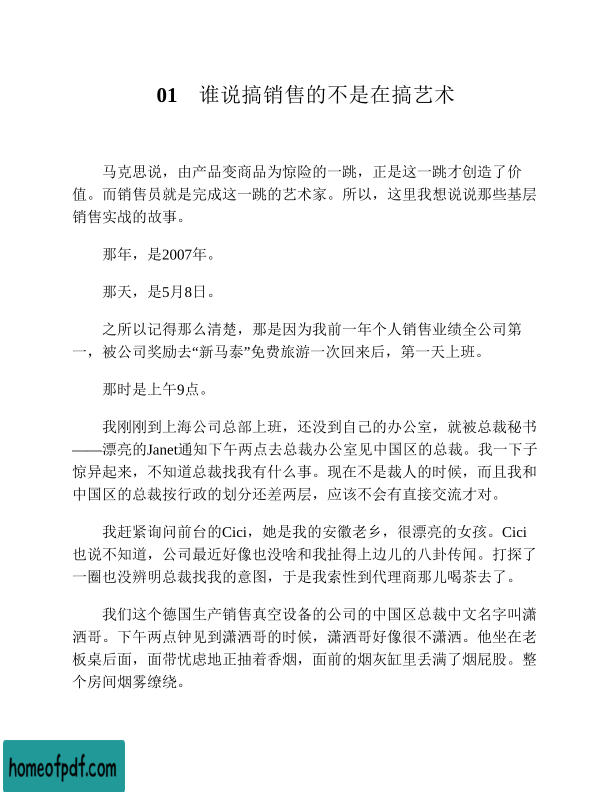 01 谁说搞销售的不是在搞艺术
马克思说，由产品变商品为惊险的一跳，正是这一跳才创造了价
值。而销售员就是完成这一跳的艺术家。所以，这里我想说说那些基层
销售实战的故事。
那年，是2007年。
那天，是5月8日。
之所以记得那么清楚，那是因为我前一年个人销售业绩全公司第
一，被公司奖励去“新马泰”免费旅游一次回来后，第一天上班。
那时是上午9点。
我刚刚到上海公司总部上班，还没到自己的办公室，就被总裁秘书
——漂亮的Janet通知下午两点去总裁办公室见中国区的总裁。我一下子
惊异起来，不知道总裁找我有什么事。现在不是裁人的时候，而且我和
中国区的总裁按行政的划分还差两层，应该不会有直接交流才对。
我赶紧询问前台的Cici，她是我的安徽老乡，很漂亮的女孩。Cici
也说不知道，公司最近好像也没啥和我扯得上边儿的八卦传闻。打探了
一圈也没辨明总裁找我的意图，于是我索性到代理商那儿喝茶去了。
我们这个德国生产销售真空设备的公司的中国区总裁中文名字叫潇
洒哥。下午两点钟见到潇洒哥的时候，潇洒哥好像很不潇洒。他坐在老
板桌后面，面带忧虑地正抽着香烟，面前的烟灰缸里丢满了烟屁股。整
个房间烟雾缭绕。
homeofpdf.com